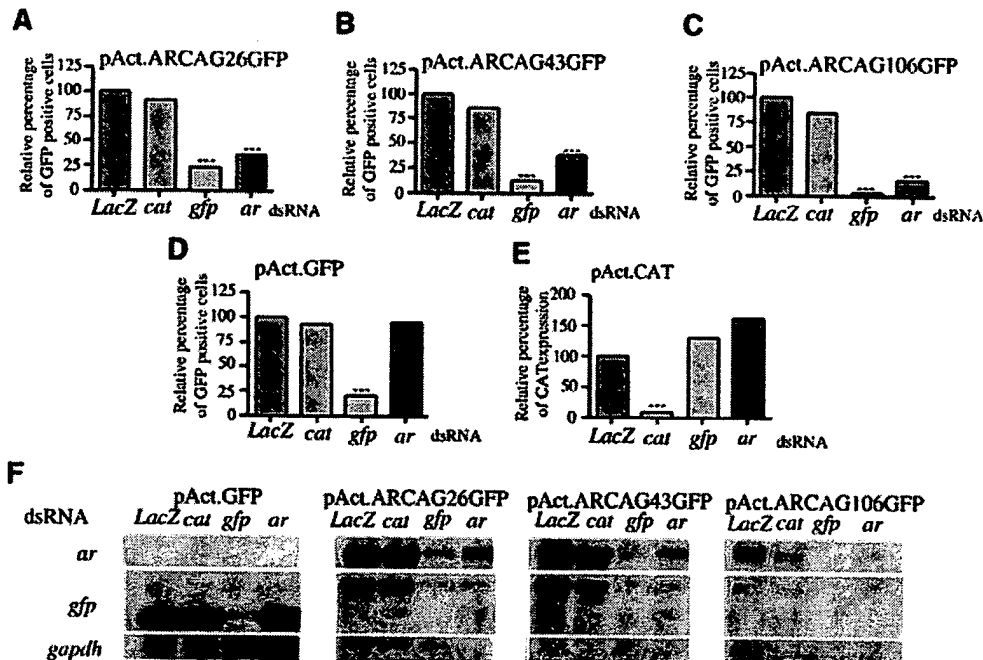 A
pAct.ARCAG26GFP
Relative percentage
of GFP positive cells
125
100
75
50
25
0
***
***
LacZ cat gfp ar dsRNA
B
pAct.ARCAG43GFP
Relative percentage
of GFP positive cells
125
100
75
50
25
0
***
***
LacZ cat gfp ar dsRNA
C
pAct.ARCAG106GFP
Relative percentage
of GFP positive cells
125
100
75
50
25
0
***
***
LacZ cat gfp ar dsRNA
D
pAct.GFP
Relative percentage
of GFP positive cells
125
100
75
50
25
0
***
LacZ cat gfp ar dsRNA
E
pAct.CAT
Relative percentage
of CATexpression
200
150
100
50
0
***
LacZ cat gfp ar dsRNA
F
pAct.GFP pAct.ARCAG26GFP pAct.ARCAG43GFP pAct.ARCAG106GFP
dsRNA LacZ cat gfp ar LacZ cat gfp ar LacZ cat gfp ar LacZ cat gfp ar
ar
gfp
gapdh